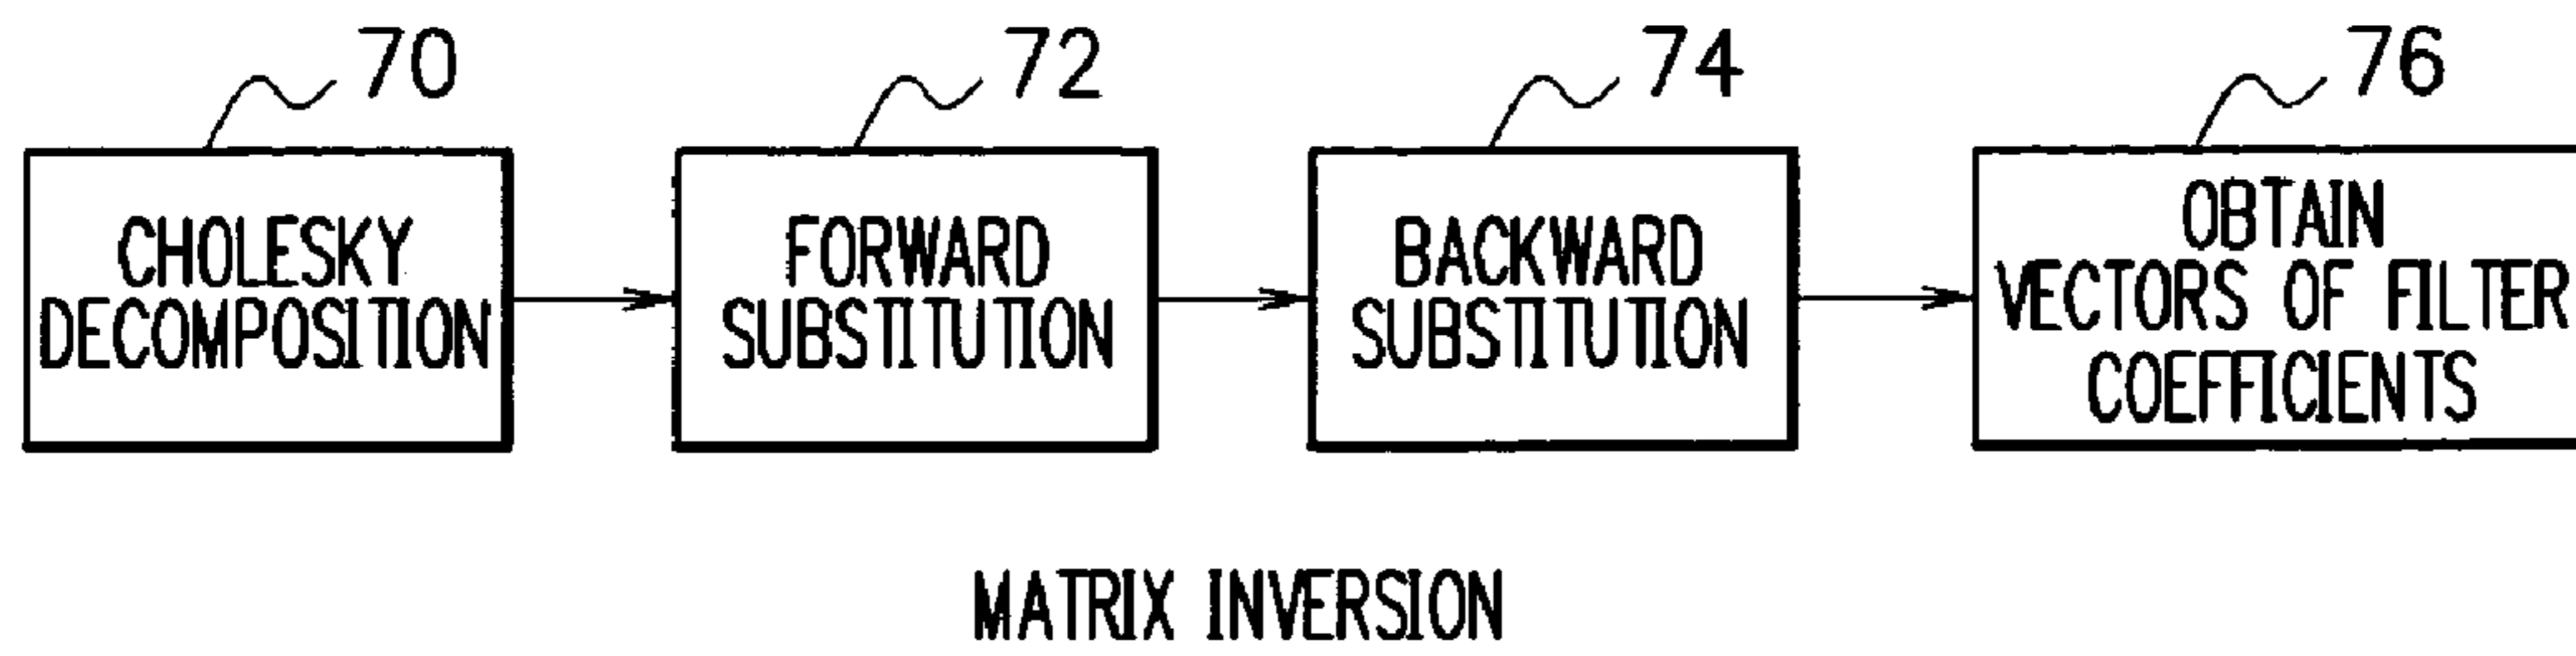 70
72
74
76
CHOLESKY
DECOMPOSITION
FORWARD
SUBSTITUTION
BACKWARD
SUBSTITUTION
OBTAIN
VECTORS OF FILTER
COEFFICIENTS
MATRIX INVERSION